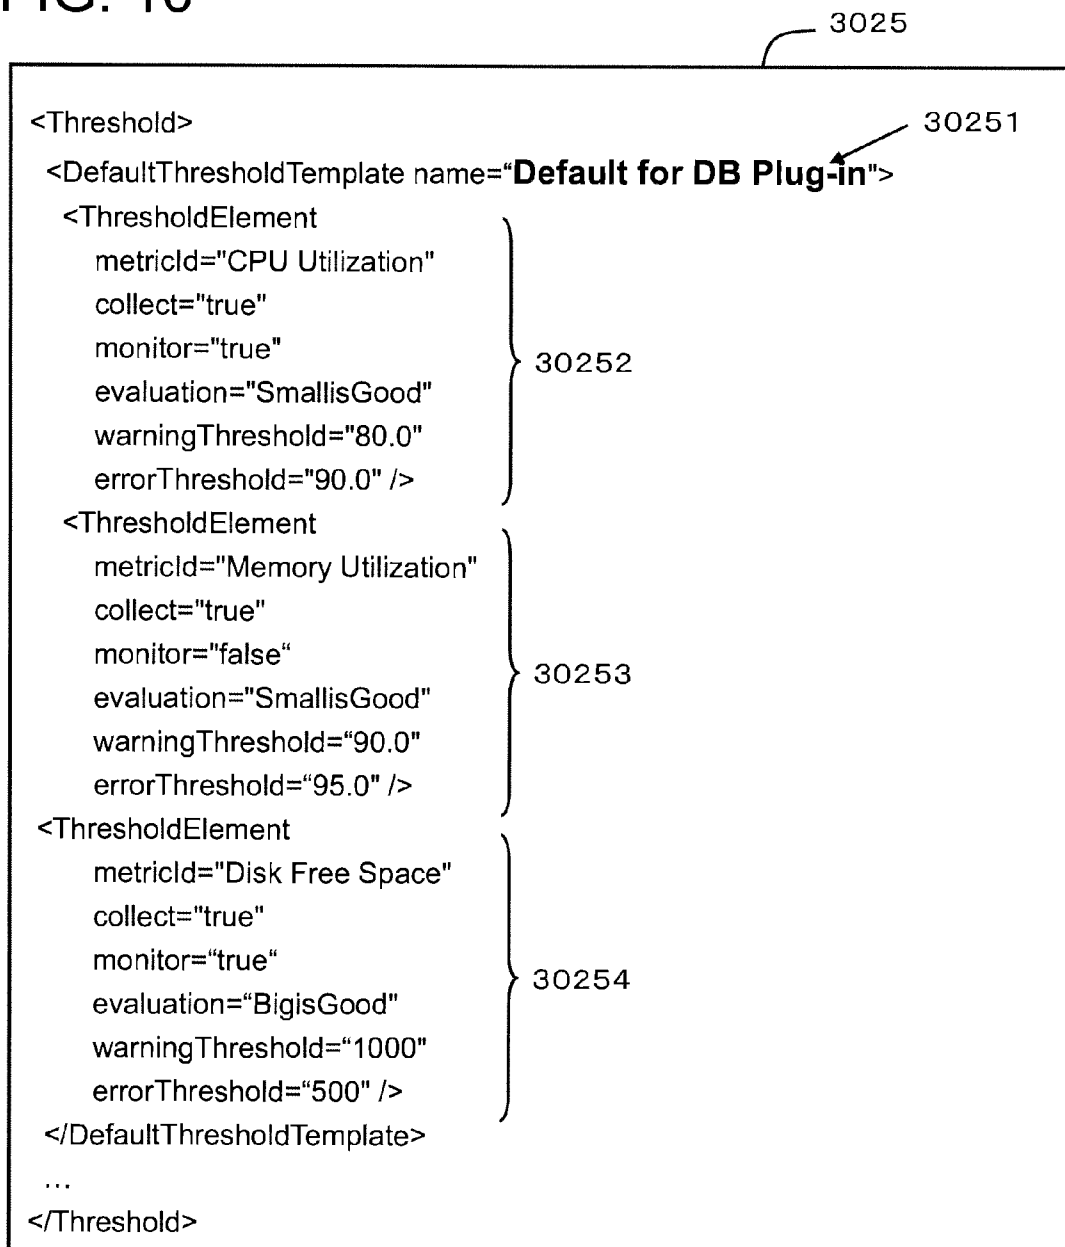 FIG. 10
3025
<Threshold>
30251
<DefaultThresholdTemplate name=“Default for DB Plug-in">
<ThresholdElement
metricId="CPU Utilization"
collect="true"
monitor="true"
evaluation="SmallisGood"
warningThreshold="80.0"
errorThreshold="90.0" />
30252
<ThresholdElement
metricId="Memory Utilization"
collect="true"
monitor="false“
evaluation="SmallisGood"
warningThreshold=“90.0"
errorThreshold=“95.0" />
30253
<ThresholdElement
metricId="Disk Free Space"
collect="true"
monitor=“true“
evaluation=“BigisGood"
warningThreshold=“1000"
errorThreshold=“500" />
30254
</DefaultThresholdTemplate>
...
</Threshold>